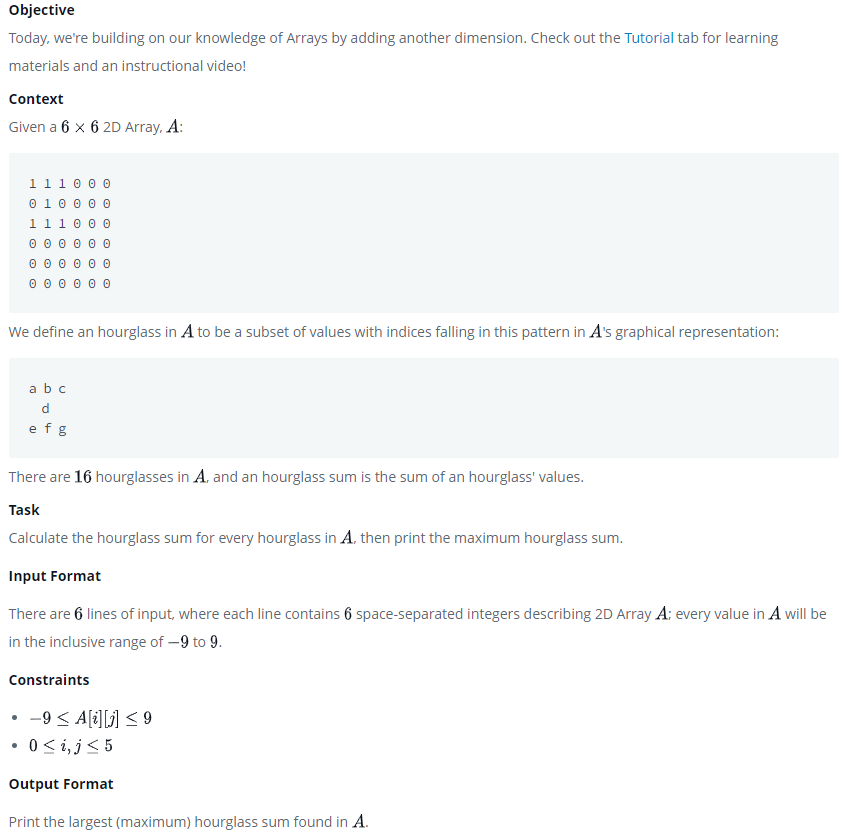 Objective
Today, we're building on our knowledge of Arrays by adding another dimension. Check out the Tutorial tab for learning
materials and an instructional video!
Context
Given a 6 × 6 2D Array, A:
1 1 1 0 0 0
0 1 0 0 0 0
1 1 1 0 0 0
0 0 0 0 0 0
0 0 0 0 0 0
0 0 0 0 0 0
We define an hourglass in A to be a subset of values with indices falling in this pattern in A's graphical representation:
a b c
d
e f g
There are 16 hourglasses in A, and an hourglass sum is the sum of an hourglass' values.
Task
Calculate the hourglass sum for every hourglass in A, then print the maximum hourglass sum.
Input Format
There are 6 lines of input, where each line contains 6 space-separated integers describing 2D Array A; every value in A will be
in the inclusive range of −9 to 9.
Constraints
• −9 ≤ A[i][j] ≤ 9
• 0 ≤ i, j ≤ 5
Output Format
Print the largest (maximum) hourglass sum found in A.